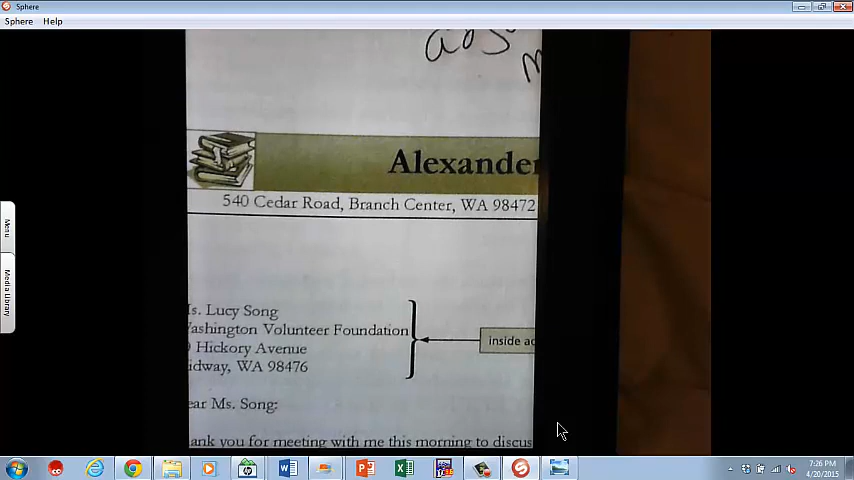 Sphere
Sphere Help
Alexander
540 Cedar Road, Branch Center, WA 98472
s. Lucy Song
ashington Volunteer Foundation
Hickory Avenue
idway, WA 98476
inside ad
ear Ms. Song:
ank you for meeting with me this morning to discus
Menu
Media Library
7:26 PM
4/20/2015